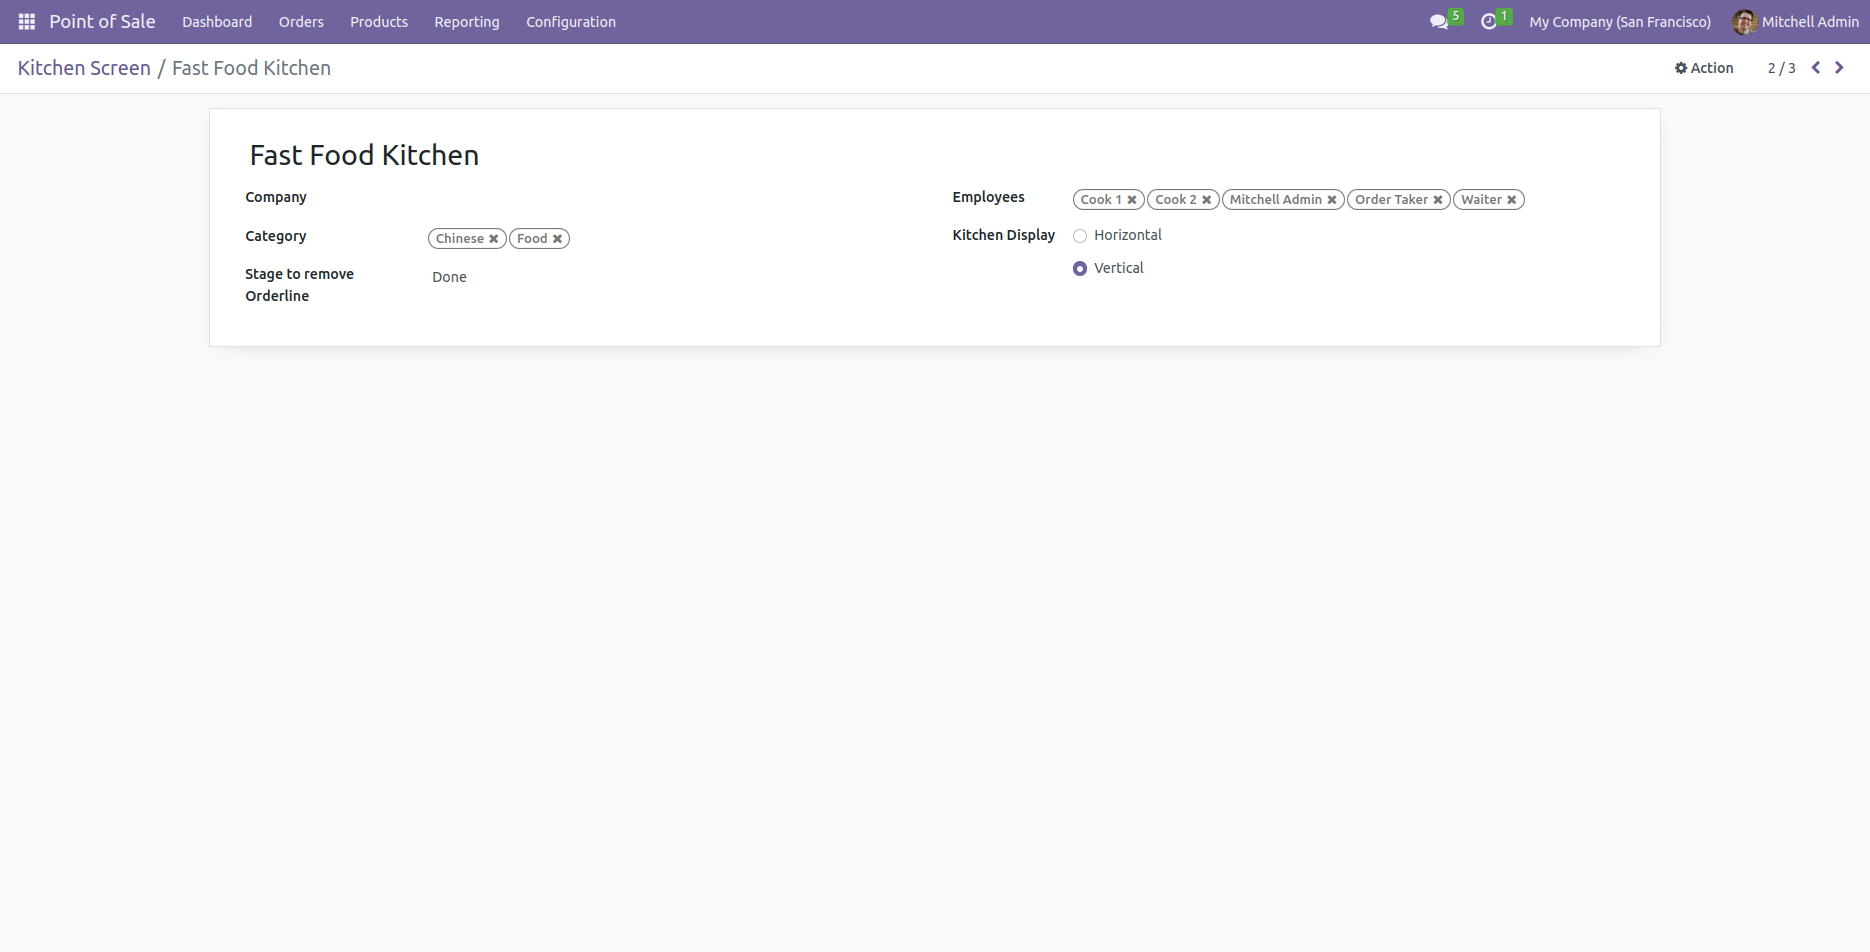 Point of Sale Dashboard Orders Products Reporting Configuration 5 1 My Company (San Francisco) Mitchell Admin
Kitchen Screen / Fast Food Kitchen Action 2 / 3
Fast Food Kitchen
Company
Category Chinese Food
Stage to remove Orderline Done
Employees Cook 1 Cook 2 Mitchell Admin Order Taker Waiter
Kitchen Display Horizontal
Vertical